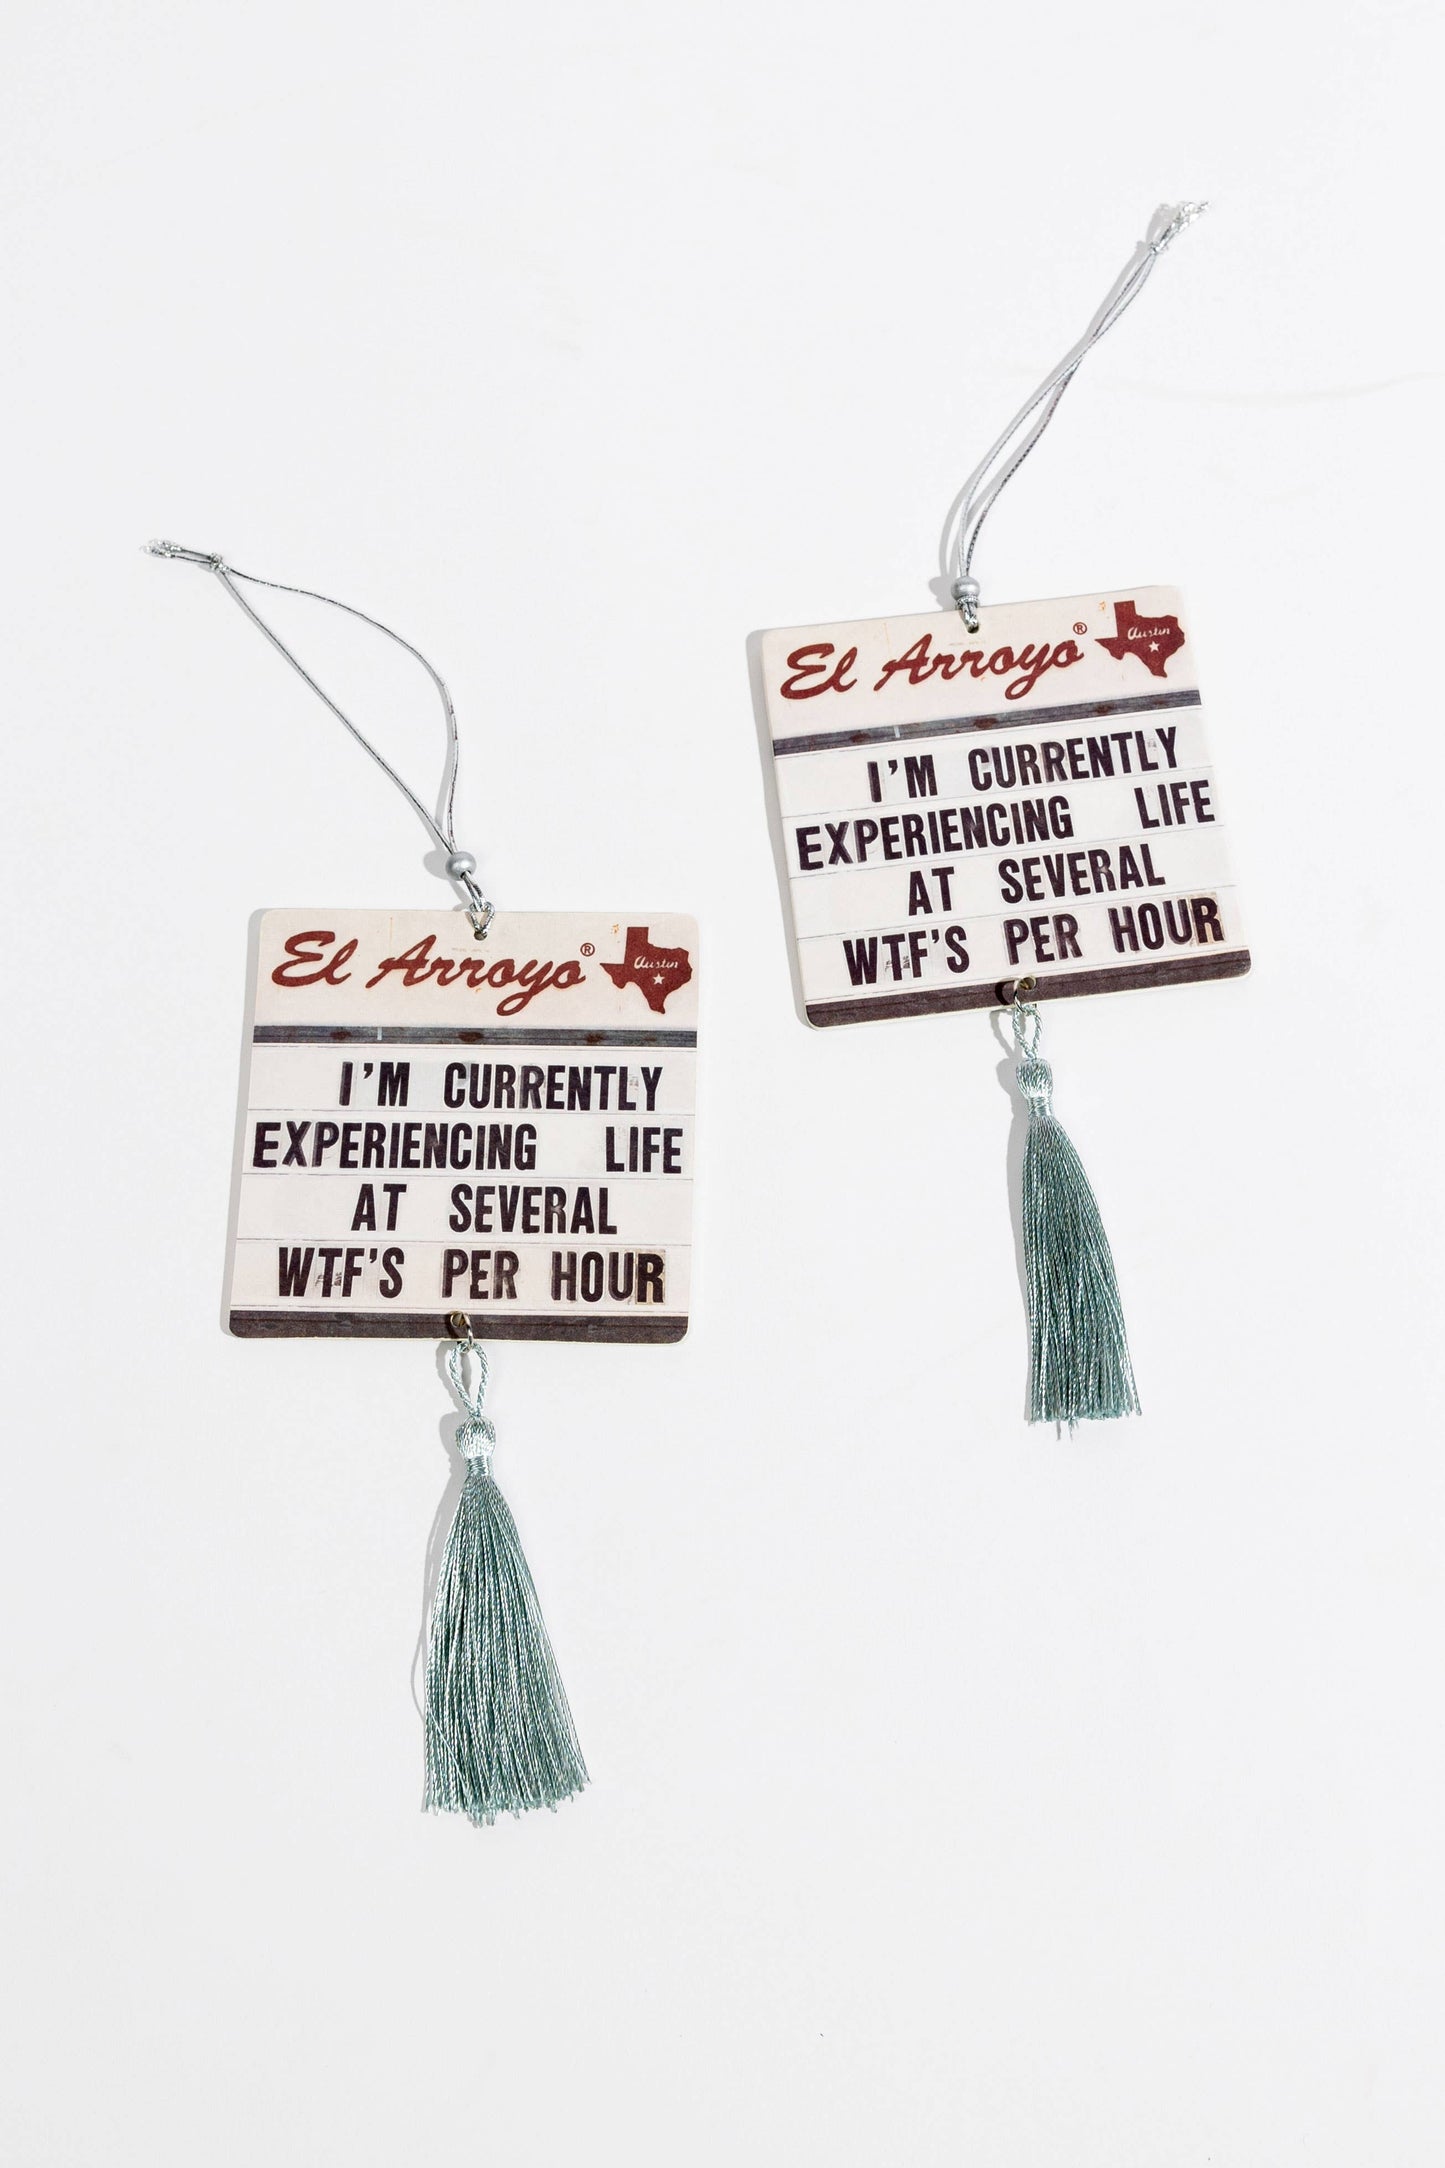 El Arroyo®
Austin
I'M CURRENTLY
EXPERIENCING LIFE
AT SEVERAL
WTF'S PER HOUR
El Arroyo®
Austin
I'M CURRENTLY
EXPERIENCING LIFE
AT SEVERAL
WTF'S PER HOUR